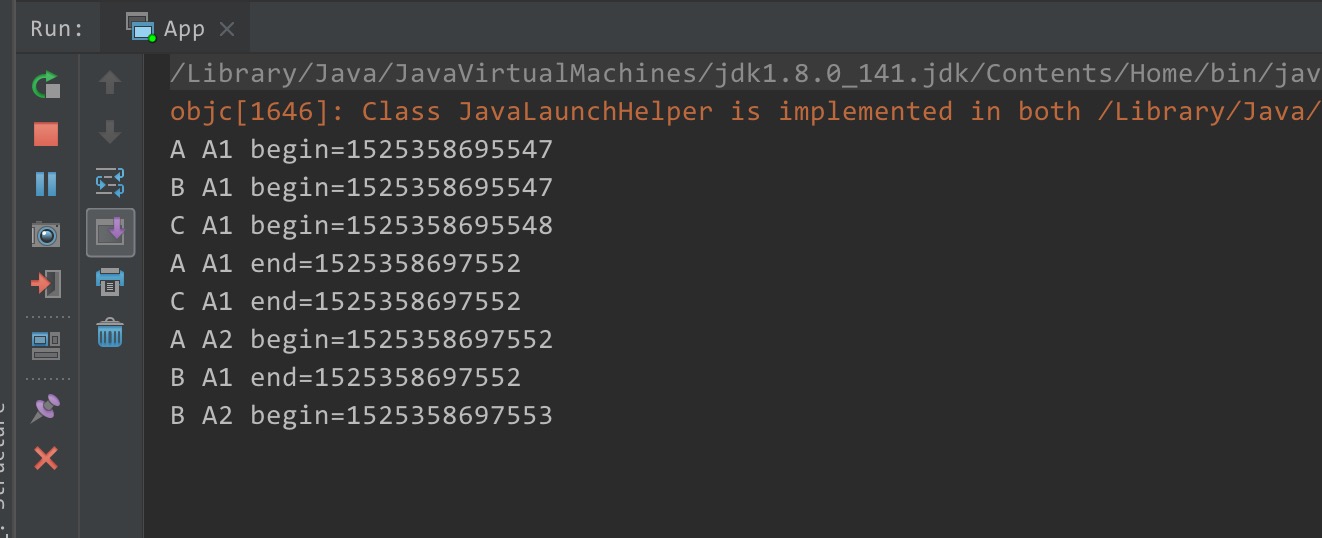 Run: App
/Library/Java/JavaVirtualMachines/jdk1.8.0_141.jdk/Contents/Home/bin/jav
objc[1646]: Class JavaLaunchHelper is implemented in both /Library/Java/
A A1 begin=1525358695547
B A1 begin=1525358695547
C A1 begin=1525358695548
A A1 end=1525358697552
C A1 end=1525358697552
A A2 begin=1525358697552
B A1 end=1525358697552
B A2 begin=1525358697553
Structure